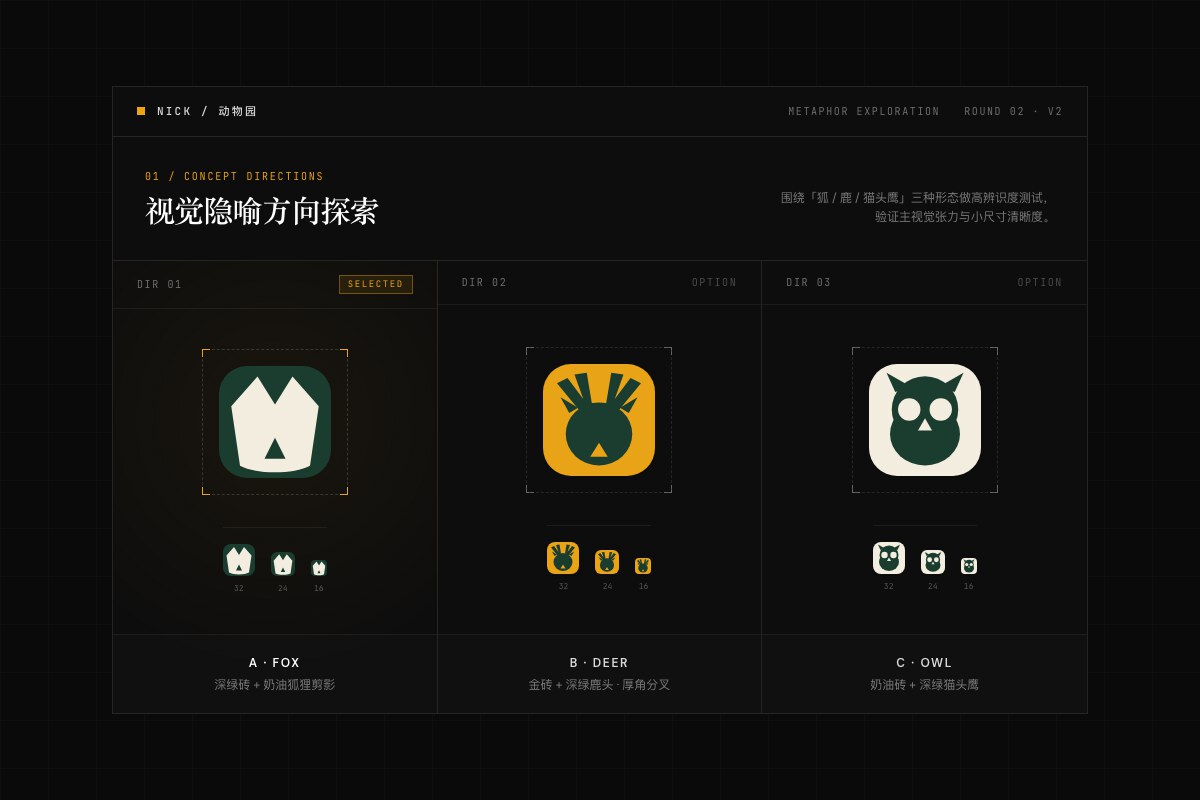 NICK / 动物园
METAPHOR EXPLORATION
ROUND 02 · V2
01 / CONCEPT DIRECTIONS
视觉隐喻方向探索
围绕「狐 / 鹿 / 猫头鹰」三种形态做高辨识度测试，
验证主视觉张力与小尺寸清晰度。
DIR 01
SELECTED
DIR 02
OPTION
DIR 03
OPTION
32
24
16
32
24
16
32
24
16
A · FOX
深绿砖 + 奶油狐狸剪影
B · DEER
金砖 + 深绿鹿头 · 厚角分叉
C · OWL
奶油砖 + 深绿猫头鹰